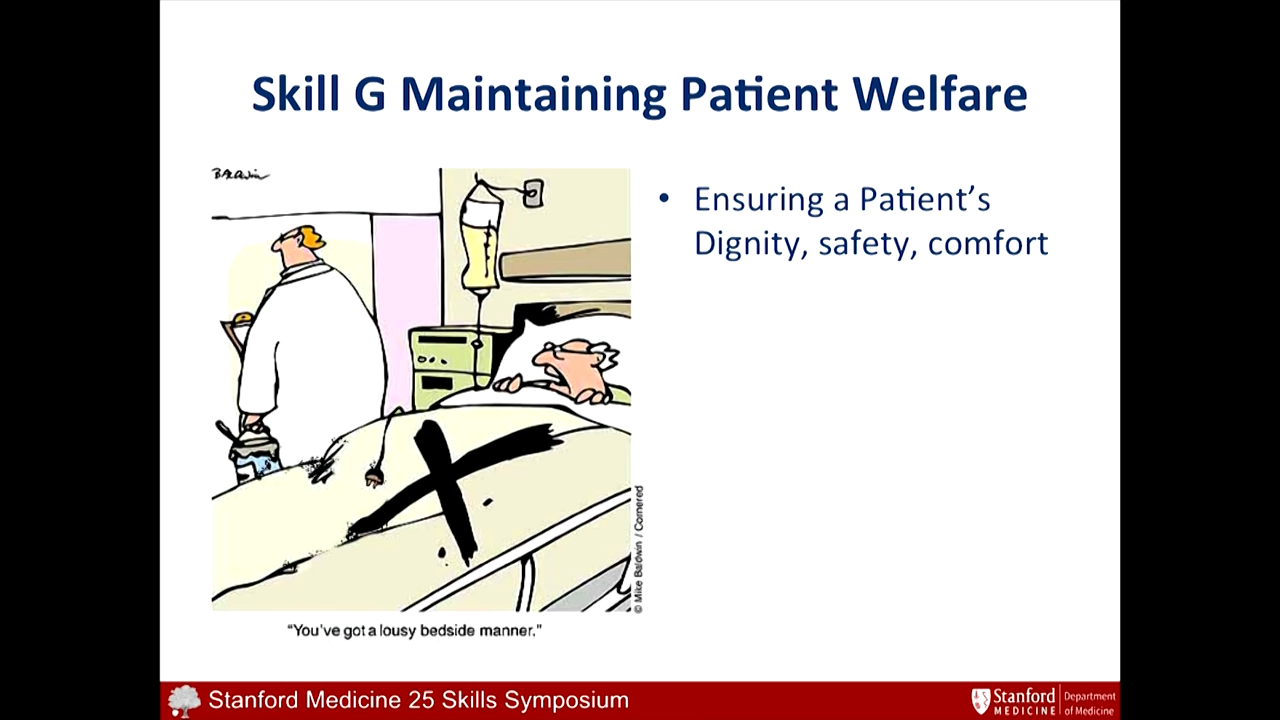 Skill G Maintaining Patient Welfare
Baldwin
• Ensuring a Patient's
Dignity, safety, comfort
© Mike Baldwin / Cornered
"You've got a lousy bedside manner."
Stanford Medicine 25 Skills Symposium
Stanford
MEDICINE
Department
of Medicine